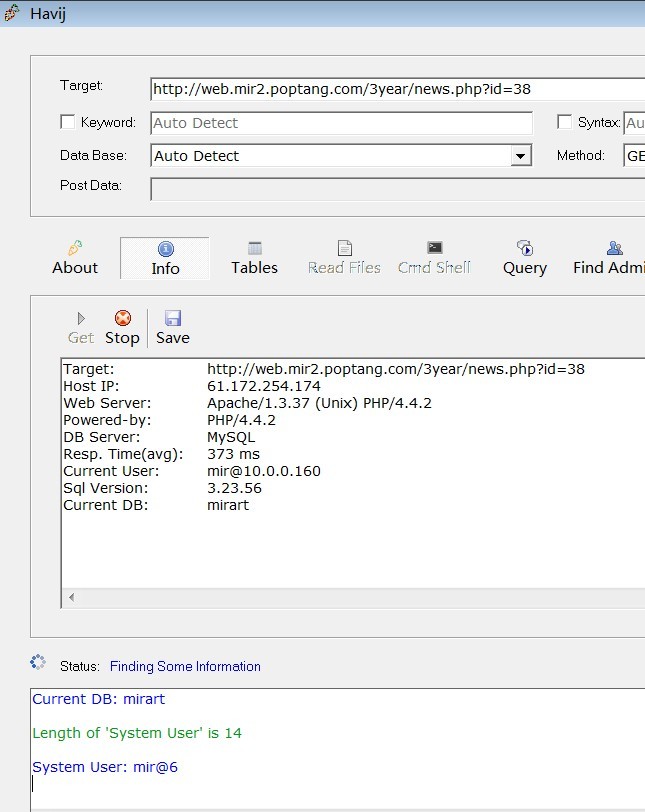 Havij
Target: http://web.mir2.poptang.com/3year/news.php?id=38
Keyword: Auto Detect Syntax: Au
Data Base: Auto Detect Method: GE
Post Data:
About Info Tables Read Files Cmd Shell Query Find Admi
Get Stop Save
Target: http://web.mir2.poptang.com/3year/news.php?id=38
Host IP: 61.172.254.174
Web Server: Apache/1.3.37 (Unix) PHP/4.4.2
Powered-by: PHP/4.4.2
DB Server: MySQL
Resp. Time(avg): 373 ms
Current User: mir@10.0.0.160
Sql Version: 3.23.56
Current DB: mirart
Status: Finding Some Information
Current DB: mirart
Length of 'System User' is 14
System User: mir@6